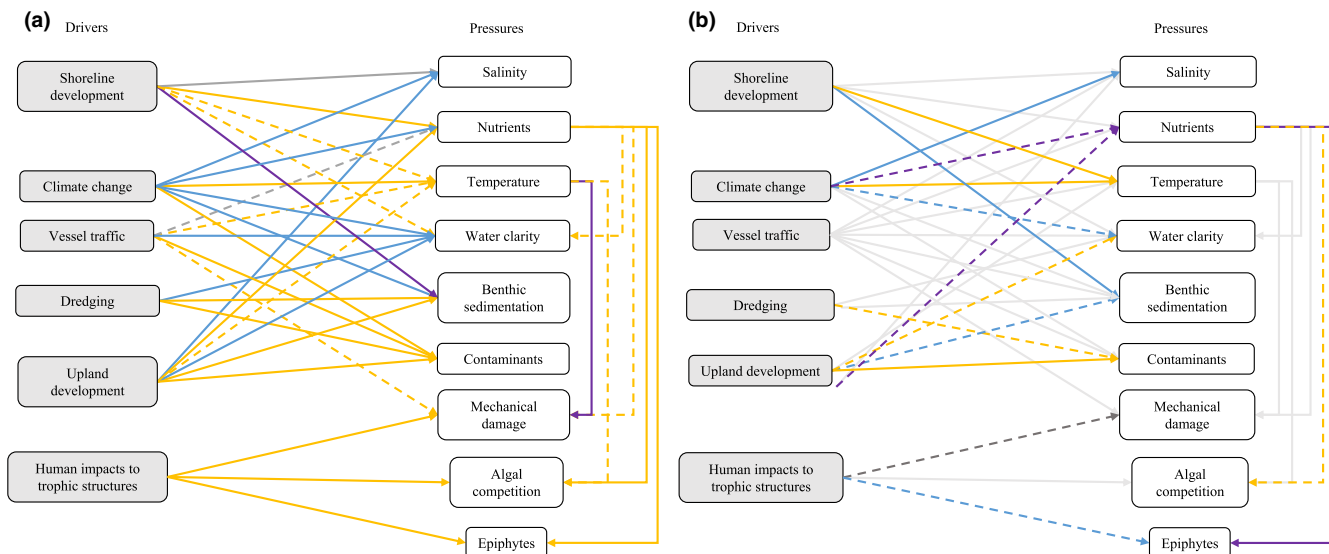 (a)
Drivers
Pressures
Shoreline
development
Climate change
Vessel traffic
Dredging
Upland
development
Human impacts to
trophic structures
Salinity
Nutrients
Temperature
Water clarity
Benthic
sedimentation
Contaminants
Mechanical
damage
Algal
competition
Epiphytes
(b)
Drivers
Pressures
Shoreline
development
Climate change
Vessel traffic
Dredging
Upland development
Human impacts to
trophic structures
Salinity
Nutrients
Temperature
Water clarity
Benthic
sedimentation
Contaminants
Mechanical
damage
Algal
competition
Epiphytes